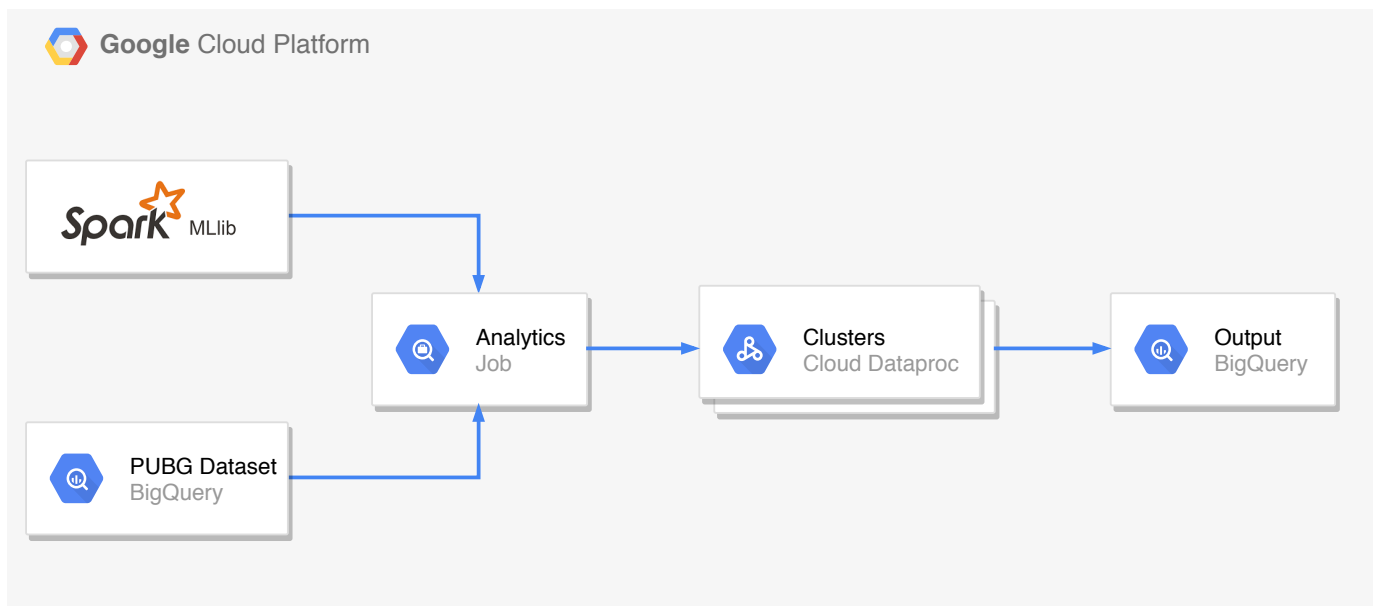 Google Cloud Platform
Spark MLlib
Analytics
Job
Clusters
Cloud Dataproc
Output
BigQuery
PUBG Dataset
BigQuery